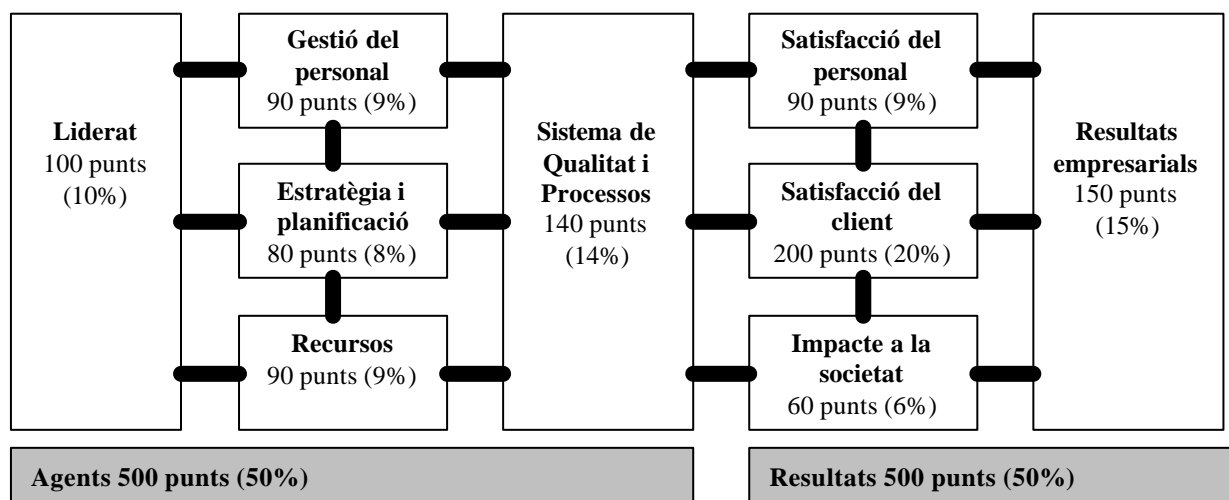 Liderat
100 punts
(10%)
Gestió del
personal
90 punts (9%)
Estratègia i
planificació
80 punts (8%)
Recursos
90 punts (9%)
Sistema de
Qualitat i
Processos
140 punts
(14%)
Satisfacció del
personal
90 punts (9%)
Satisfacció del
client
200 punts (20%)
Impacte a la
societat
60 punts (6%)
Resultats
empresarials
150 punts
(15%)
Agents 500 punts (50%)
Resultats 500 punts (50%)